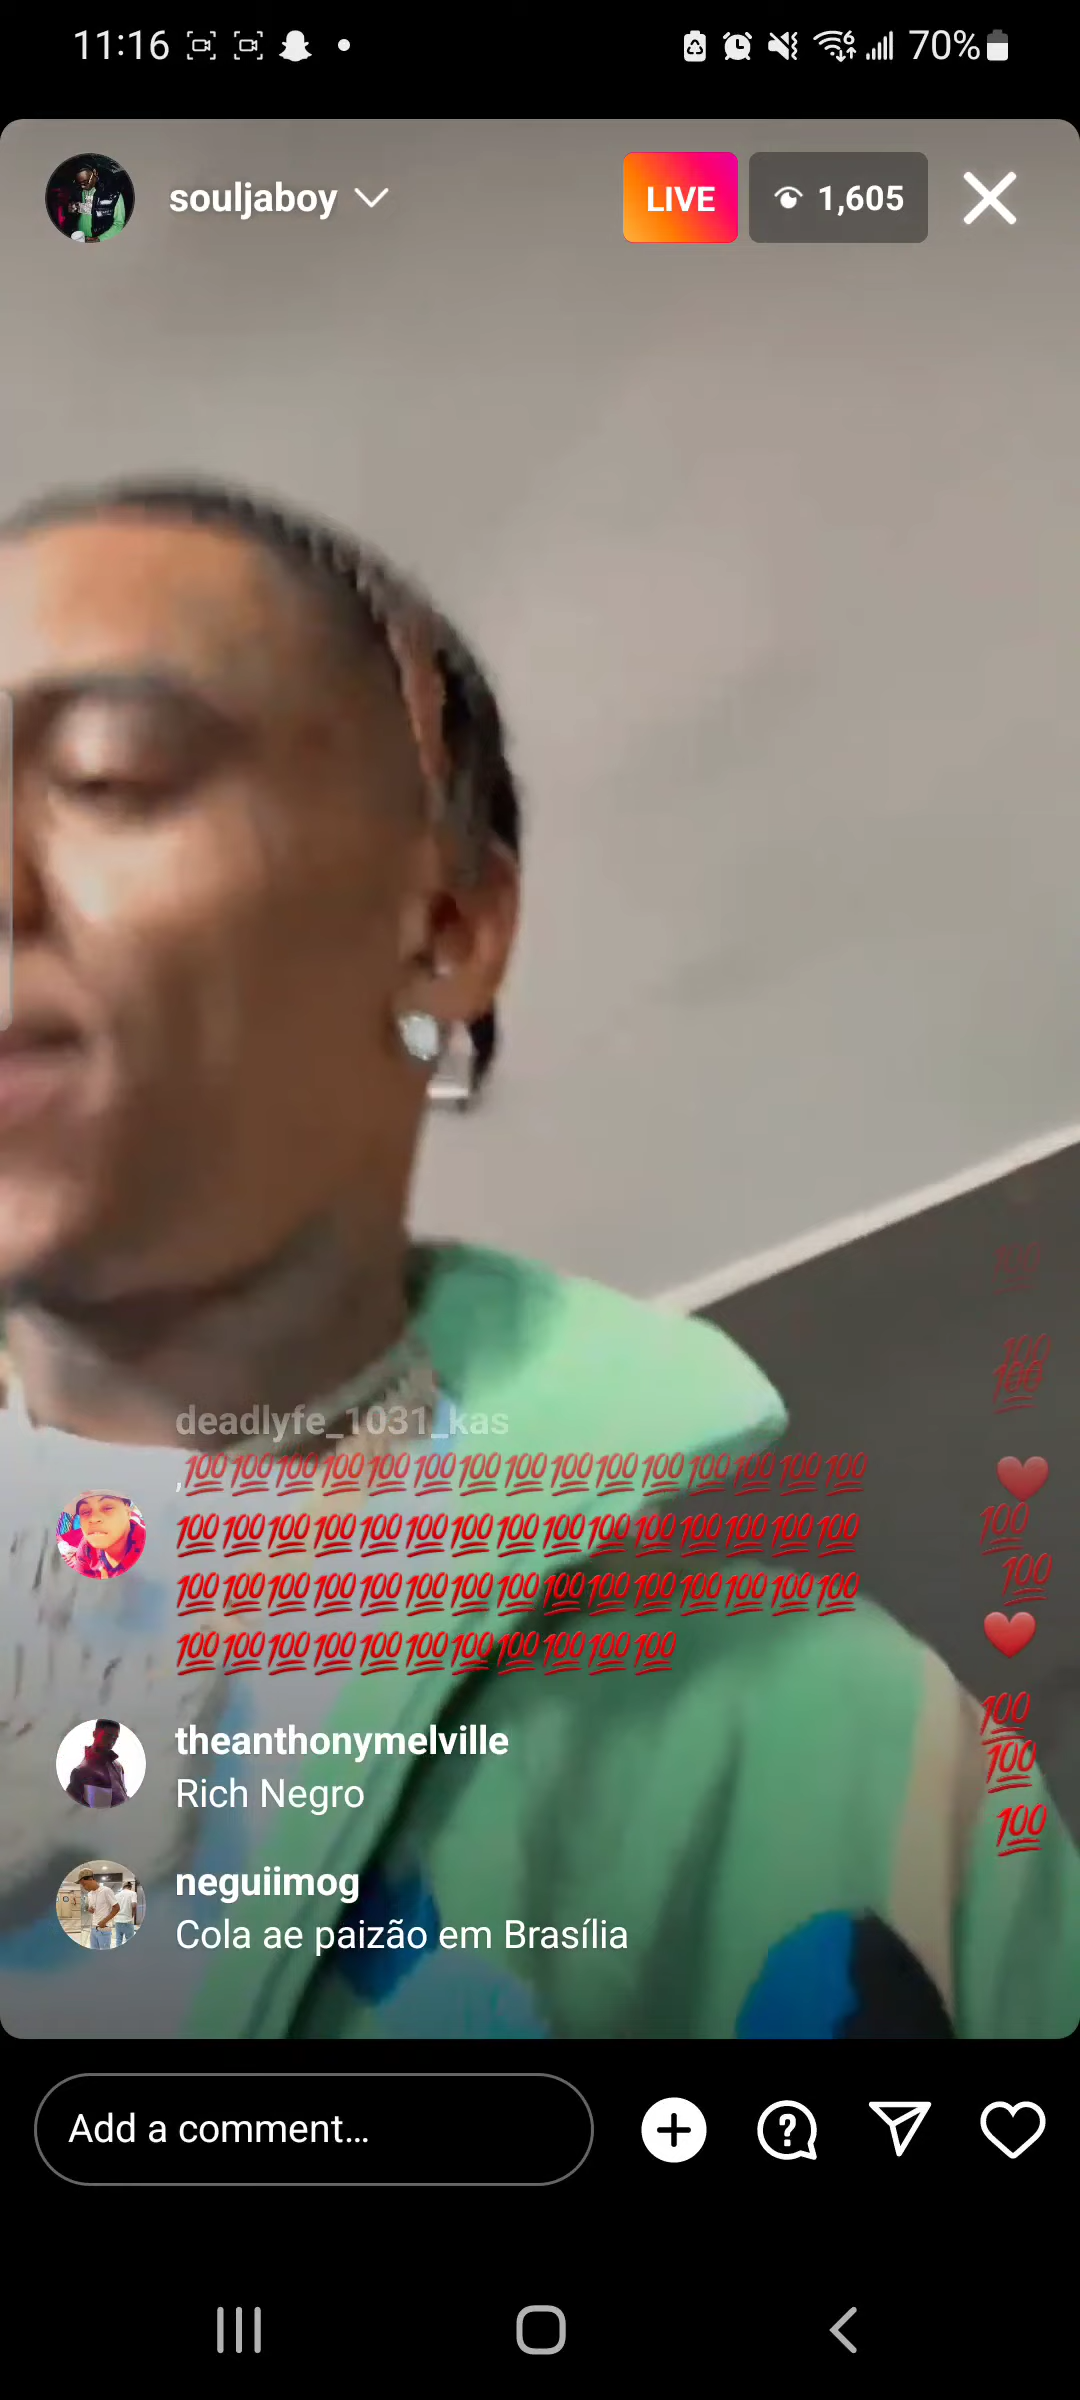 11:16
70%
souljaboy
LIVE
1,605
deadlyfe_1031_kas
,💯💯💯💯💯💯💯💯💯💯💯💯💯💯💯
💯💯💯💯💯💯💯💯💯💯💯💯💯💯💯
💯💯💯💯💯💯💯💯💯💯💯💯💯💯💯
💯💯💯💯💯💯💯💯💯💯💯
theanthonymelville
Rich Negro
neguiimog
Cola ae paizão em Brasília
Add a comment...